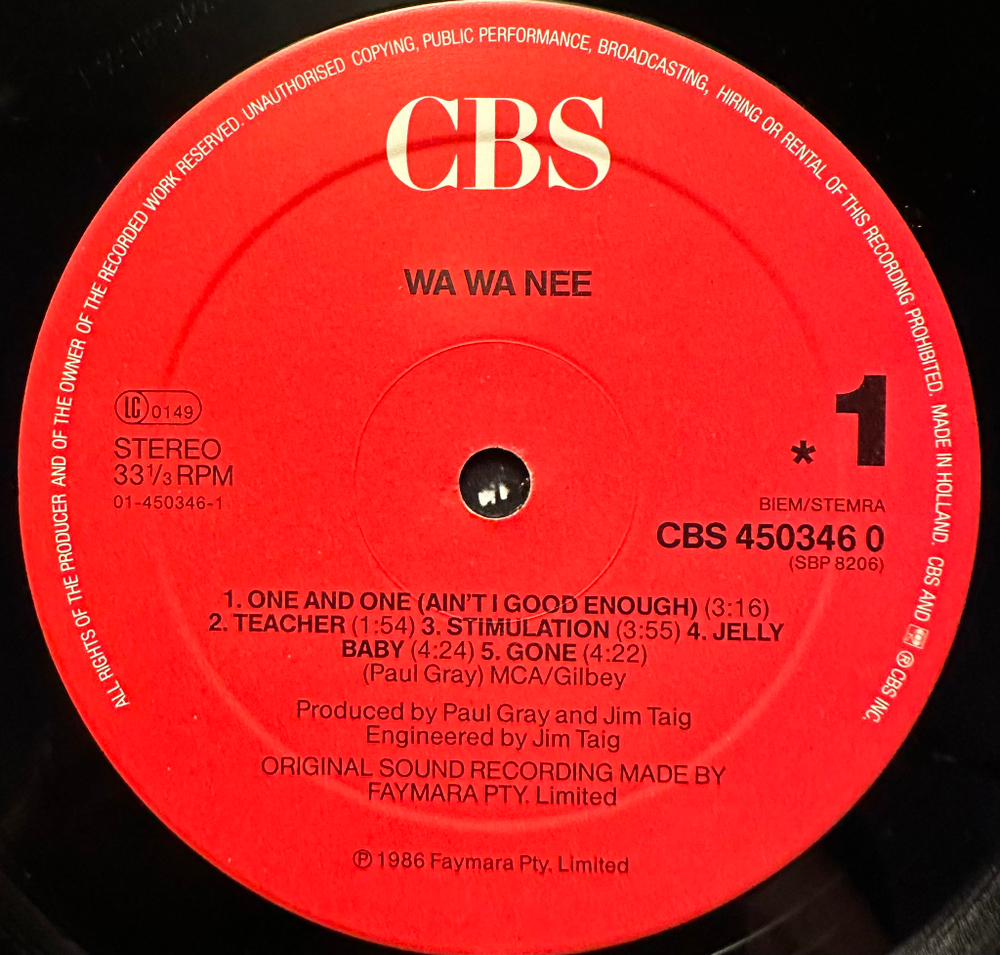 ALL RIGHTS OF THE PRODUCER AND OF THE OWNER OF THE RECORDED WORK RESERVED. UNAUTHORISED COPYING, PUBLIC PERFORMANCE, BROADCASTING, HIRING OR RENTAL OF THIS RECORDING PROHIBITED. MADE IN HOLLAND. CBS AND ® CBS INC.
CBS
WA WA NEE
LC 0149
STEREO
33 1/3 RPM
01-450346-1
* 1
BIEM/STEMRA
CBS 450346 0
(SBP 8206)
1. ONE AND ONE (AIN'T I GOOD ENOUGH) (3:16)
2. TEACHER (1:54) 3. STIMULATION (3:55) 4. JELLY
BABY (4:24) 5. GONE (4:22)
(Paul Gray) MCA/Gilbey
Produced by Paul Gray and Jim Taig
Engineered by Jim Taig
ORIGINAL SOUND RECORDING MADE BY
FAYMARA PTY. Limited
℗ 1986 Faymara Pty. Limited